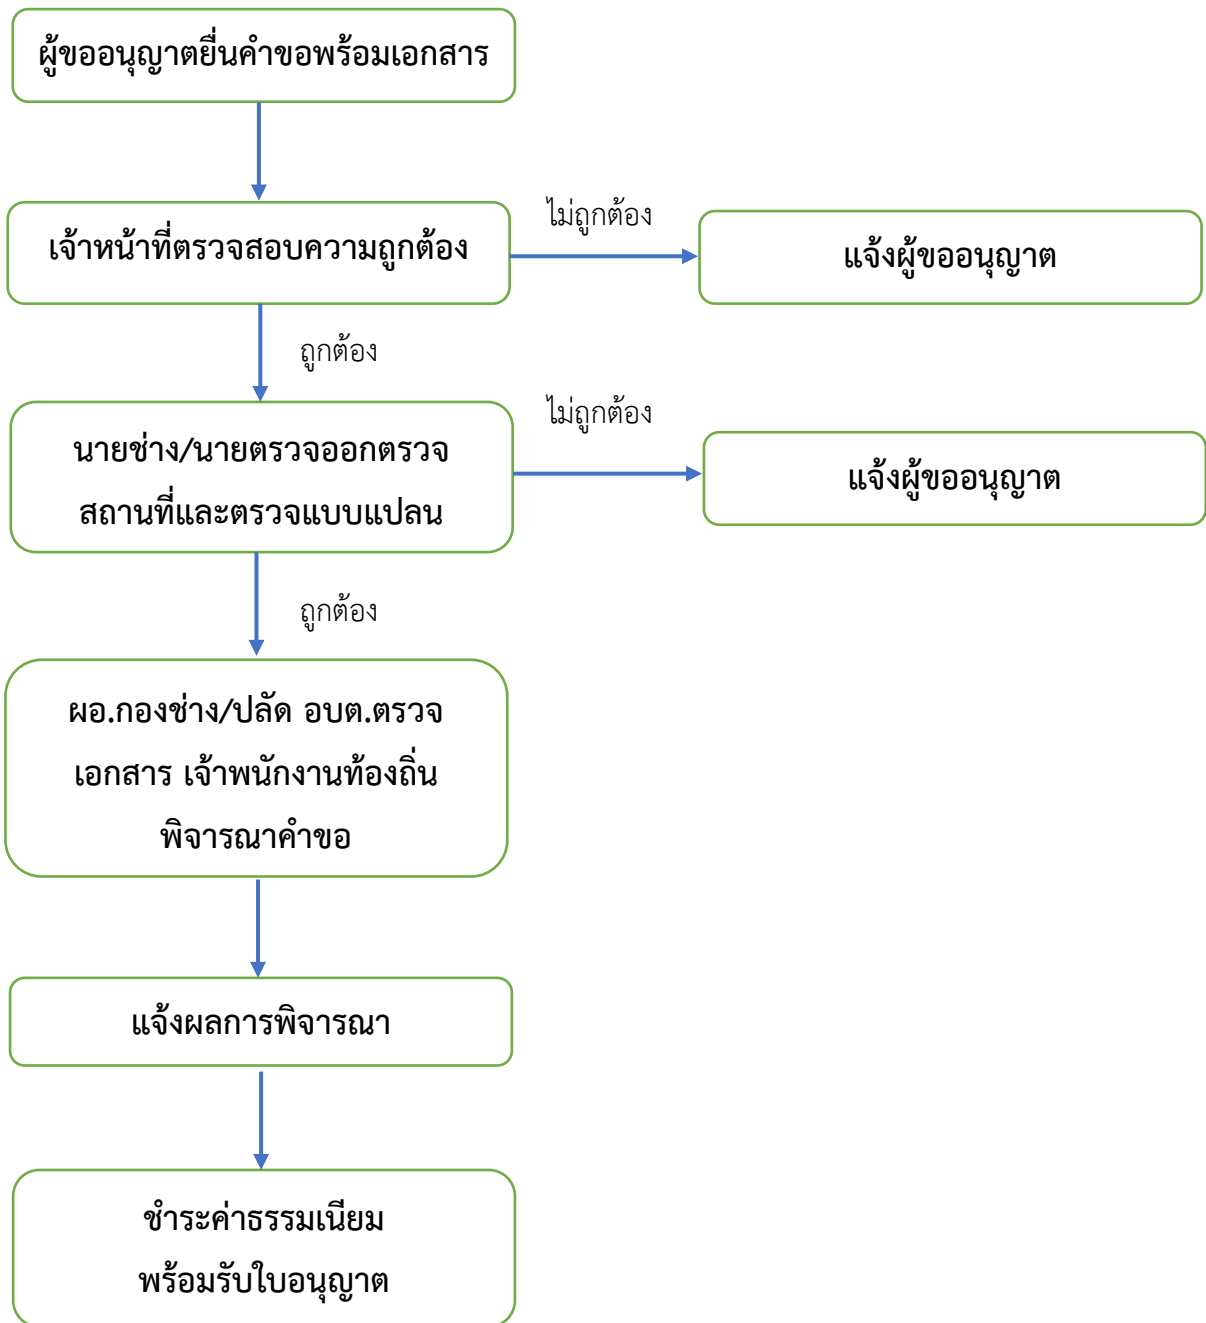 ผู้ขออนุญาตยื่นคำขอพร้อมเอกสาร
เจ้าหน้าที่ตรวจสอบความถูกต้อง
ไม่ถูกต้อง
แจ้งผู้ขออนุญาต
ถูกต้อง
นายช่าง/นายตรวจออกตรวจ
สถานที่และตรวจแบบแปลน
ไม่ถูกต้อง
แจ้งผู้ขออนุญาต
ถูกต้อง
ผอ.กองช่าง/ปลัด อบต.ตรวจ
เอกสาร เจ้าพนักงานท้องถิ่น
พิจารณาคำขอ
แจ้งผลการพิจารณา
ชำระค่าธรรมเนียม
พร้อมรับใบอนุญาต